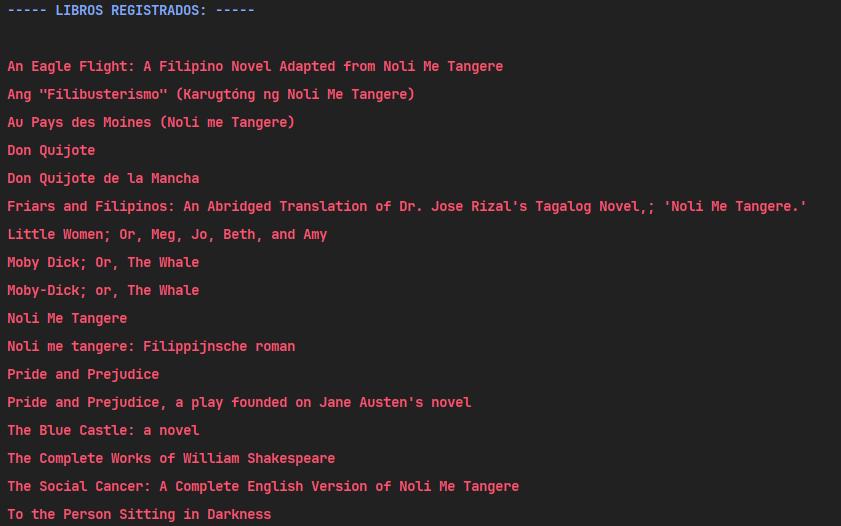 ----- LIBROS REGISTRADOS: -----
An Eagle Flight: A Filipino Novel Adapted from Noli Me Tangere
Ang "Filibusterismo" (Karugtóng ng Noli Me Tangere)
Au Pays des Moines (Noli me Tangere)
Don Quijote
Don Quijote de la Mancha
Friars and Filipinos: An Abridged Translation of Dr. Jose Rizal's Tagalog Novel,; 'Noli Me Tangere.'
Little Women; Or, Meg, Jo, Beth, and Amy
Moby Dick; Or, The Whale
Moby-Dick; or, The Whale
Noli Me Tangere
Noli me tangere: Filippijnsche roman
Pride and Prejudice
Pride and Prejudice, a play founded on Jane Austen's novel
The Blue Castle: a novel
The Complete Works of William Shakespeare
The Social Cancer: A Complete English Version of Noli Me Tangere
To the Person Sitting in Darkness